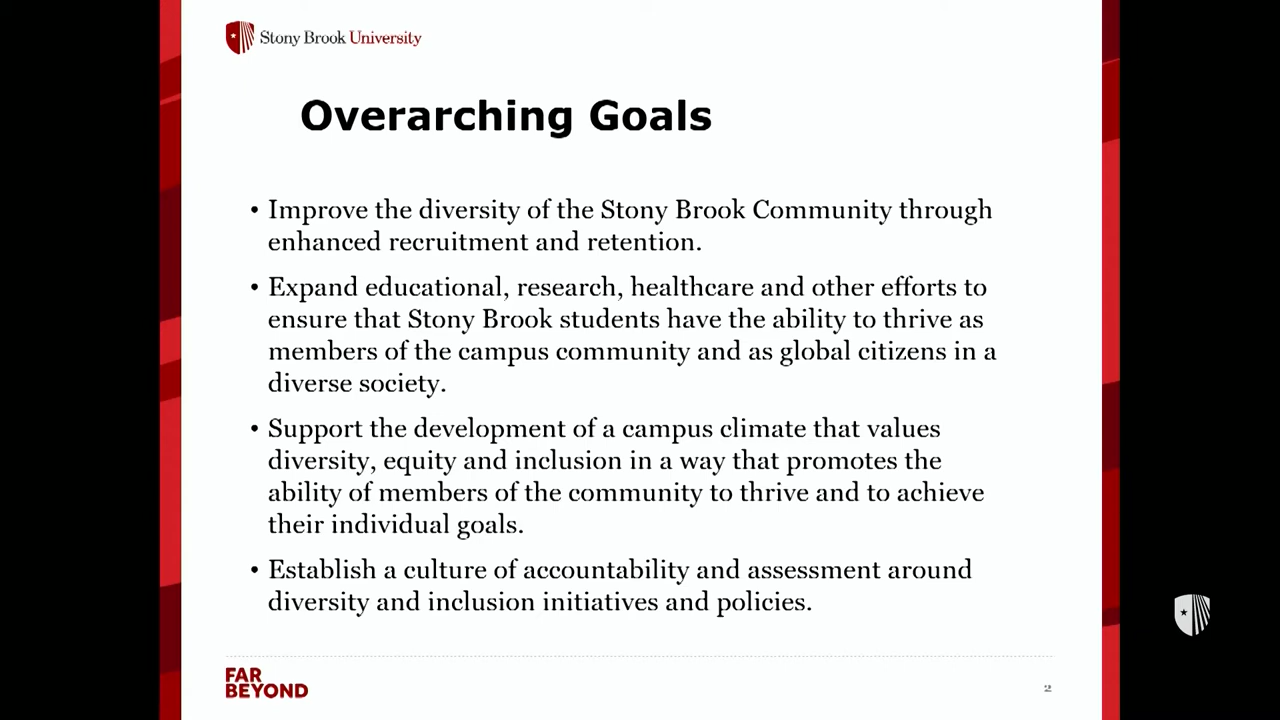 Stony Brook University
Overarching Goals
• Improve the diversity of the Stony Brook Community through
enhanced recruitment and retention.
• Expand educational, research, healthcare and other efforts to
ensure that Stony Brook students have the ability to thrive as
members of the campus community and as global citizens in a
diverse society.
• Support the development of a campus climate that values
diversity, equity and inclusion in a way that promotes the
ability of members of the community to thrive and to achieve
their individual goals.
• Establish a culture of accountability and assessment around
diversity and inclusion initiatives and policies.
FAR
BEYOND
2